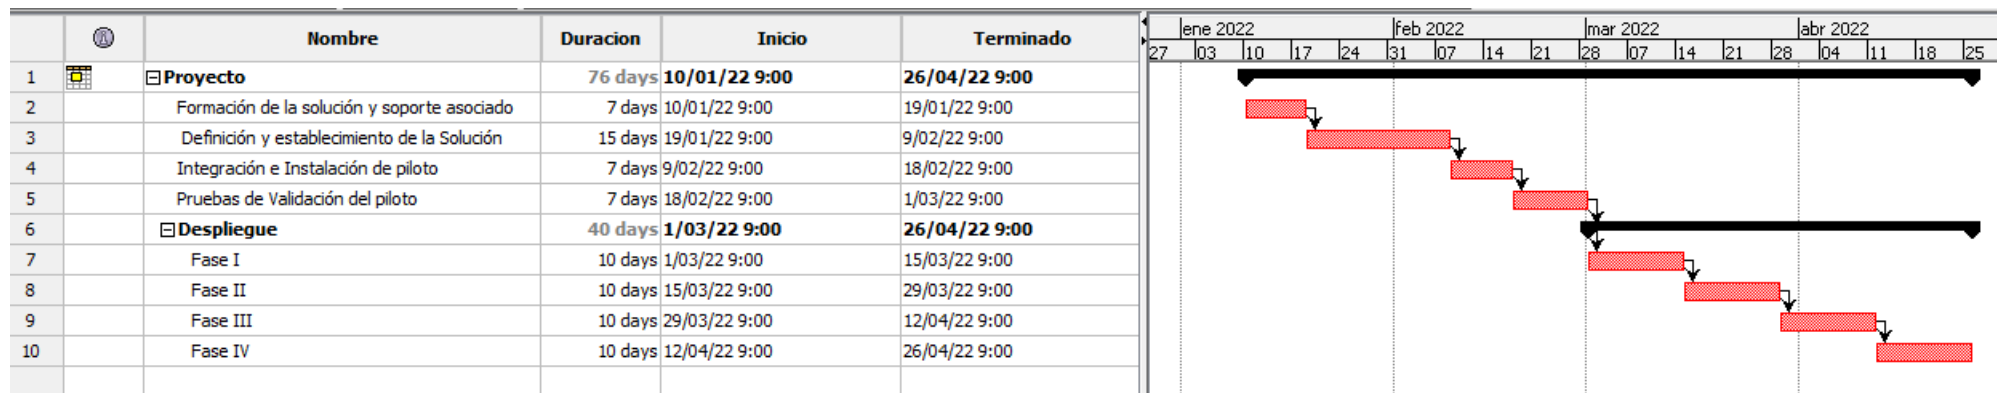 ene 2022 feb 2022 mar 2022 abr 2022
Nombre Duracion Inicio Terminado
27 03 10 17 24 31 07 14 21 28 07 14 21 28 04 11 18 25
1 Proyecto 76 days 10/01/22 9:00 26/04/22 9:00
2 Formación de la solución y soporte asociado 7 days 10/01/22 9:00 19/01/22 9:00
3 Definición y establecimiento de la Solución 15 days 19/01/22 9:00 9/02/22 9:00
4 Integración e Instalación de piloto 7 days 9/02/22 9:00 18/02/22 9:00
5 Pruebas de Validación del piloto 7 days 18/02/22 9:00 1/03/22 9:00
6 Despliegue 40 days 1/03/22 9:00 26/04/22 9:00
7 Fase I 10 days 1/03/22 9:00 15/03/22 9:00
8 Fase II 10 days 15/03/22 9:00 29/03/22 9:00
9 Fase III 10 days 29/03/22 9:00 12/04/22 9:00
10 Fase IV 10 days 12/04/22 9:00 26/04/22 9:00